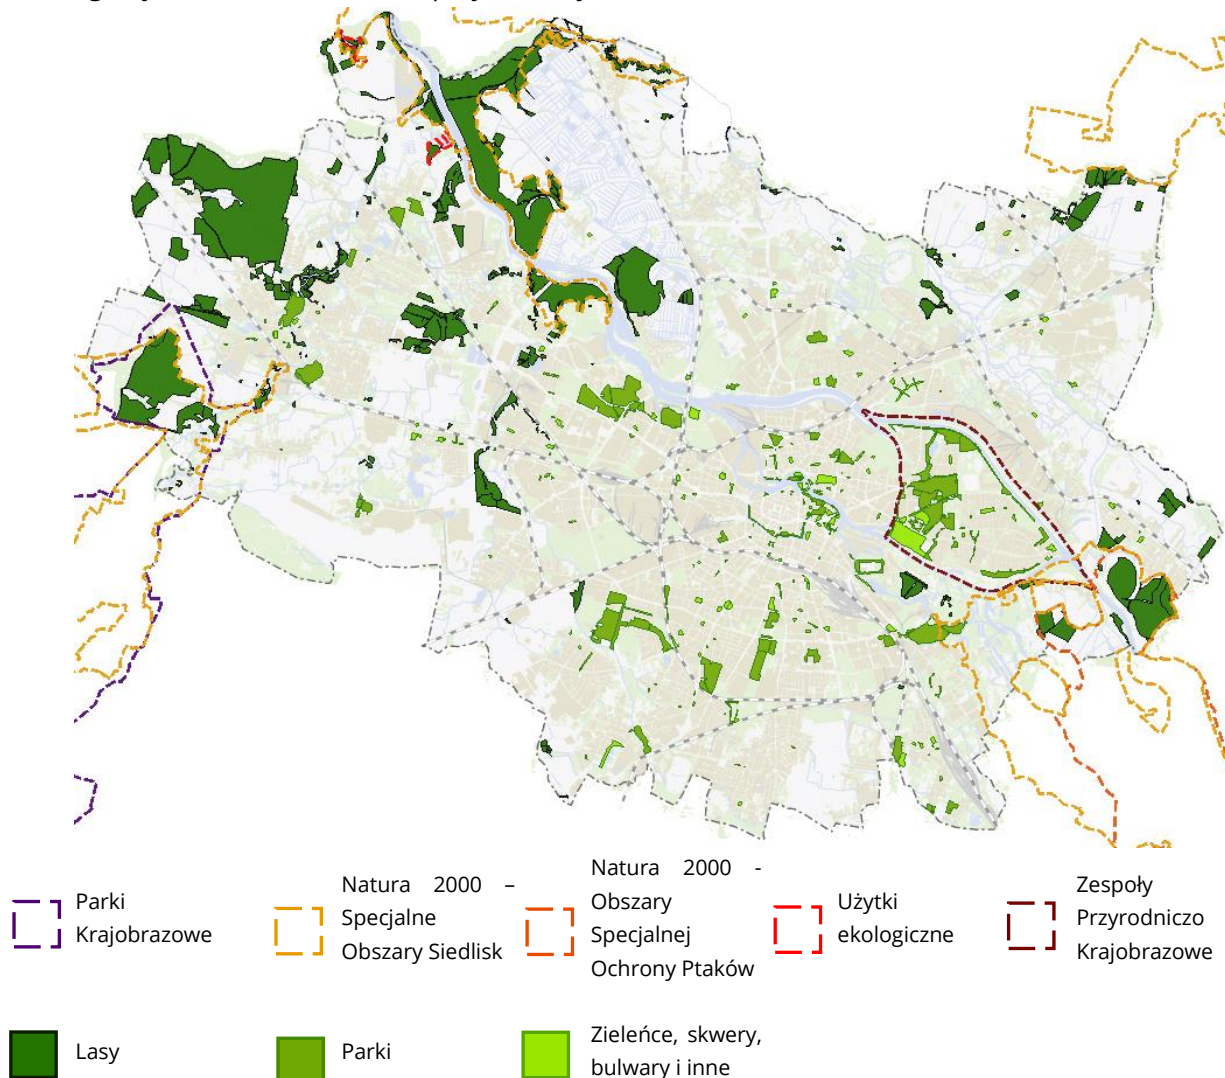 Parki
Krajobrazowe
Natura 2000 –
Specjalne
Obszary Siedlisk
Natura 2000 -
Obszary
Specjalnej
Ochrony Ptaków
Użytki
ekologiczne
Zespoły
Przyrodniczo
Krajobrazowe
Lasy
Parki
Zieleńce, skwery,
bulwary i inne